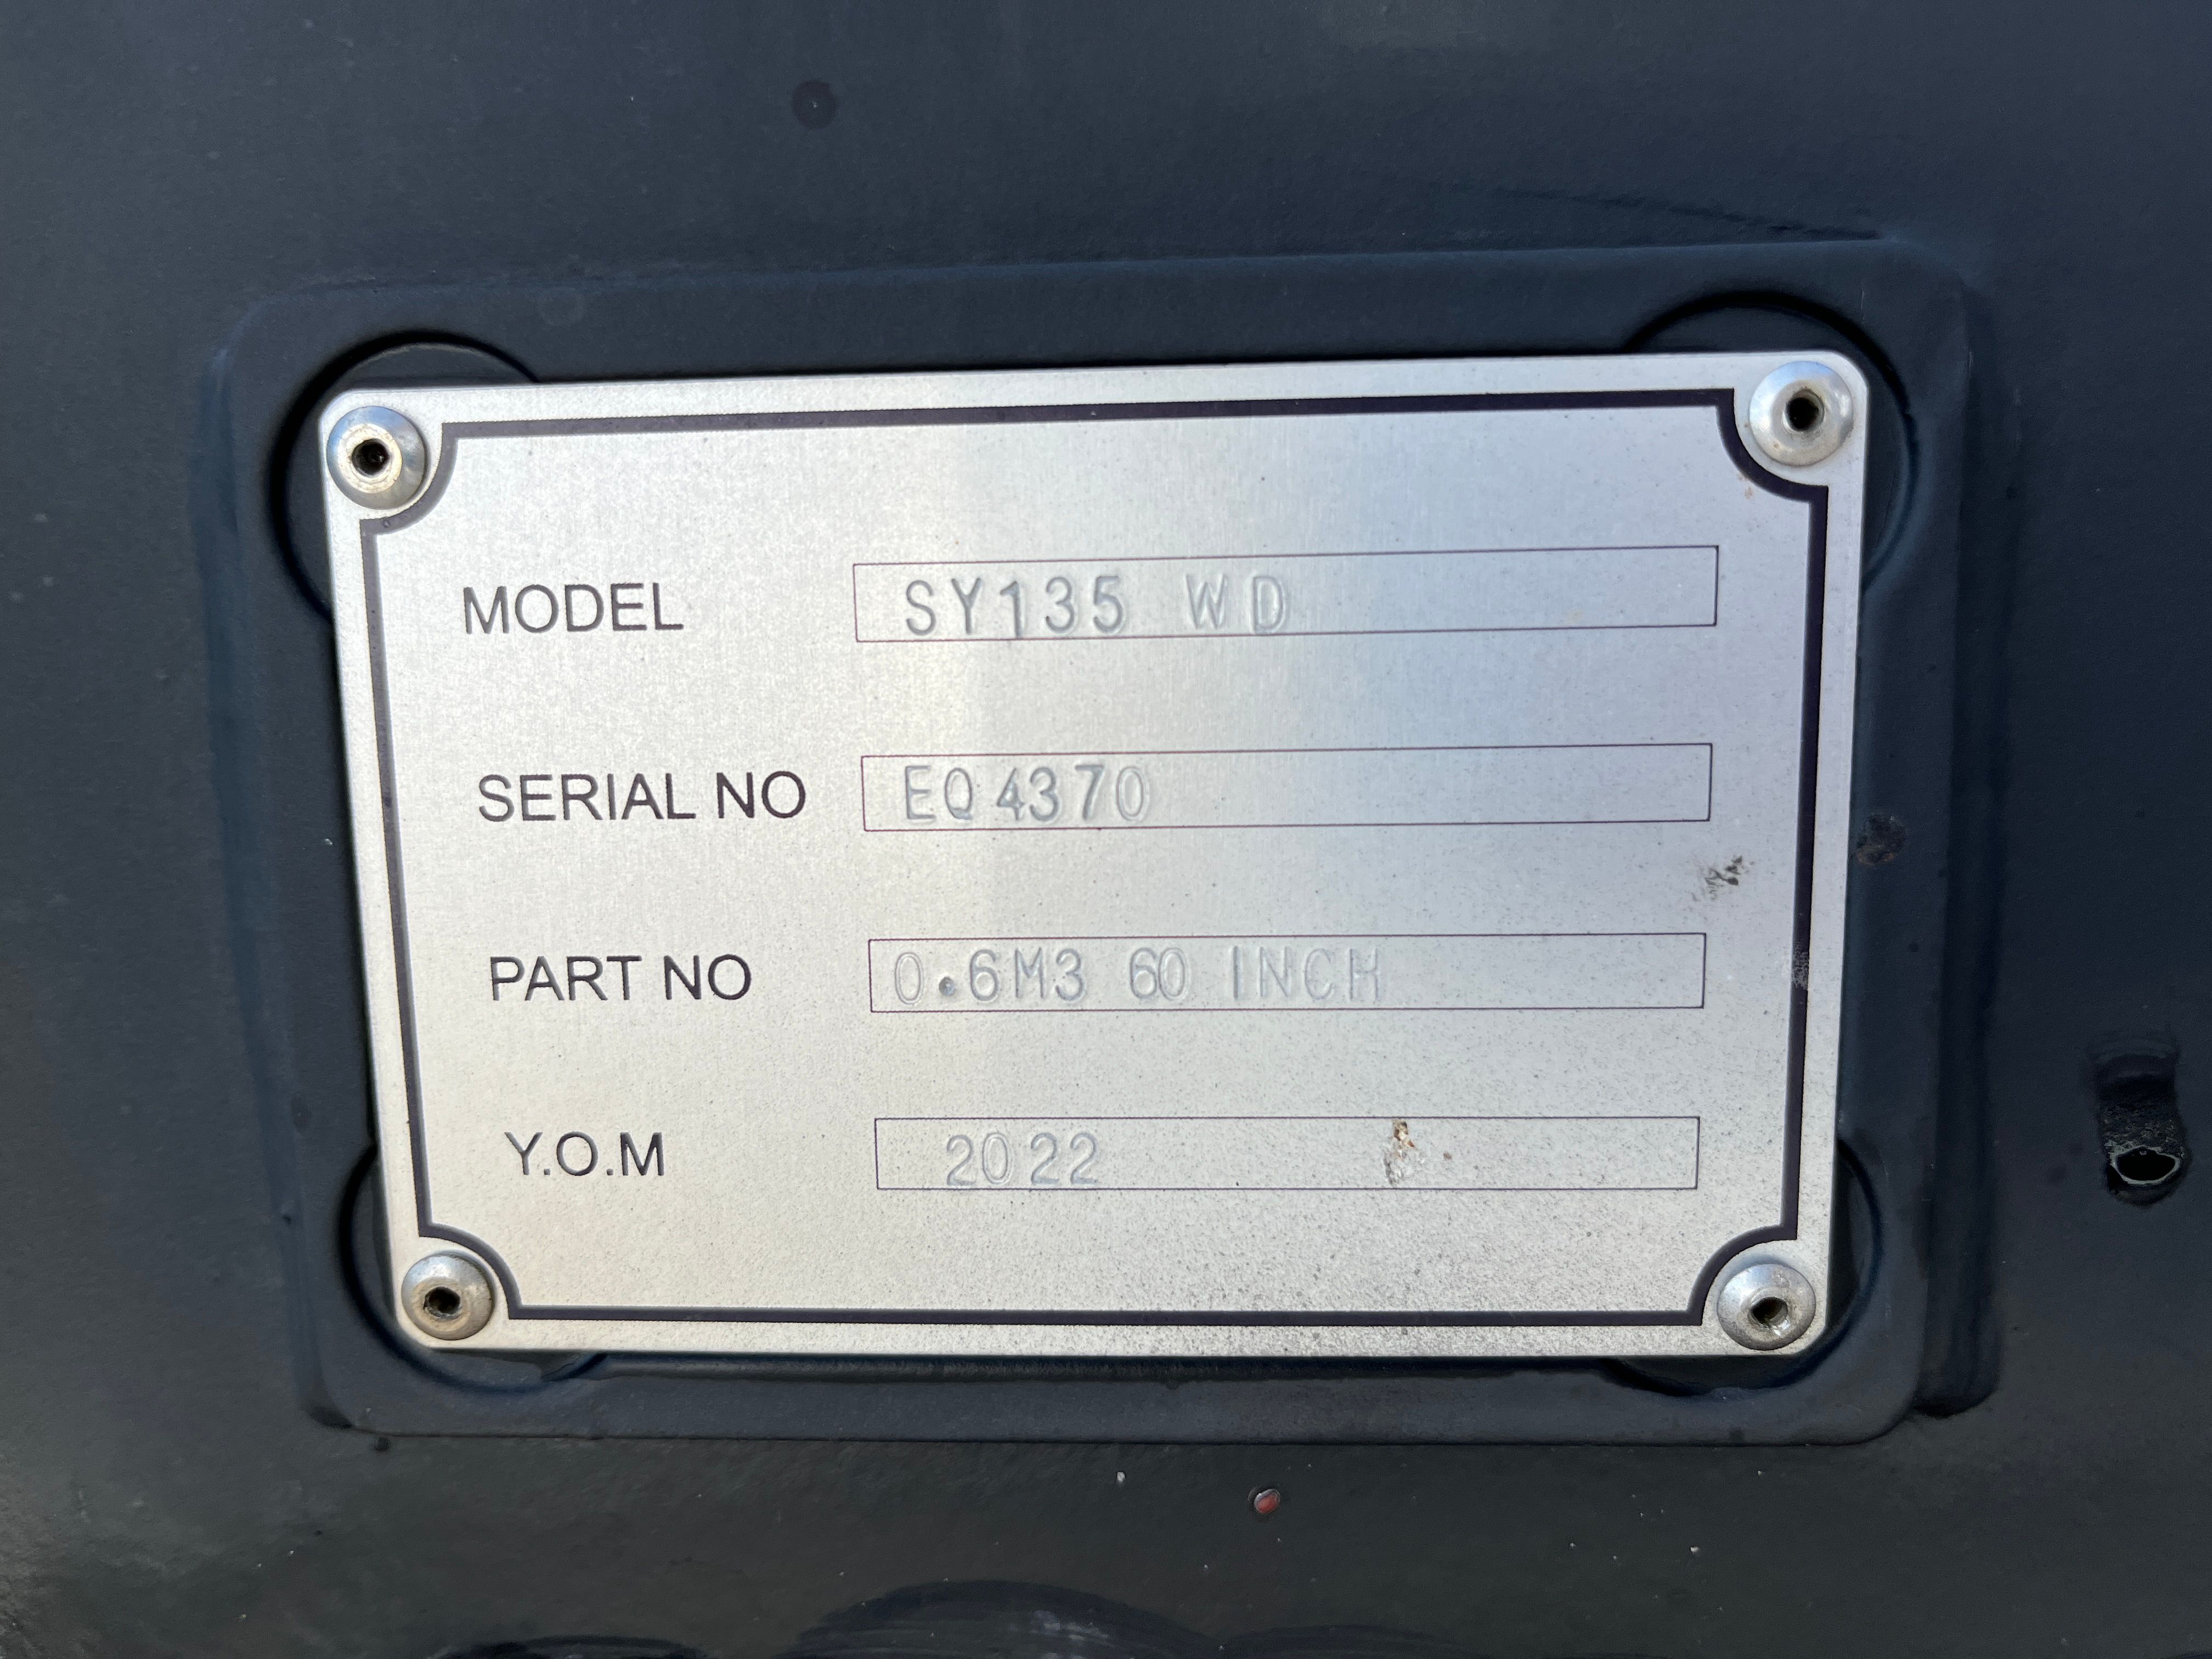 MODEL SY135 WD
SERIAL NO EQ4370
PART NO 0.6M3 60 INCH
Y.O.M 2022